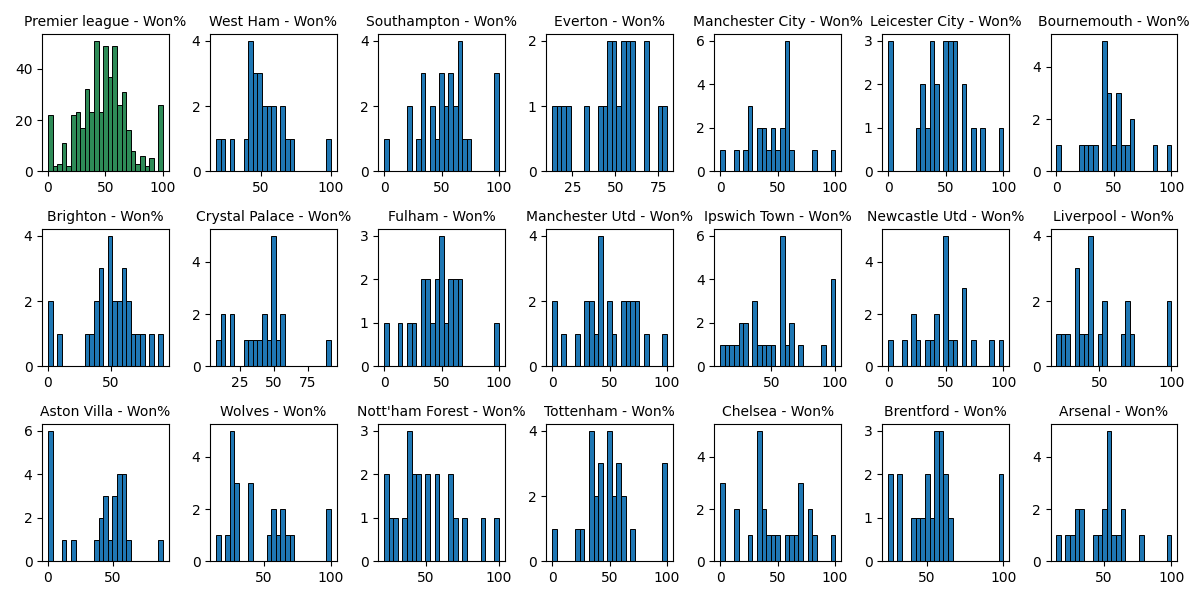 Premier league - Won% West Ham - Won% Southampton - Won% Everton - Won% Manchester City - Won% Leicester City - Won% Bournemouth - Won%
40 20 0 0 50 100
4 2 0 50 100
4 2 0 0 50 100
2 1 0 25 50 75
6 4 2 0 0 50 100
3 2 1 0 0 50 100
4 2 0 0 50 100
Brighton - Won% Crystal Palace - Won% Fulham - Won% Manchester Utd - Won% Ipswich Town - Won% Newcastle Utd - Won% Liverpool - Won%
4 2 0 0 50
4 2 0 25 50 75
3 2 1 0 0 50 100
4 2 0 0 50 100
6 4 2 0 50 100
4 2 0 0 50 100
4 2 0 50 100
Aston Villa - Won% Wolves - Won% Nott'ham Forest - Won% Tottenham - Won% Chelsea - Won% Brentford - Won% Arsenal - Won%
6 4 2 0 0 50
4 2 0 50 100
3 2 1 0 50 100
4 2 0 0 50 100
4 2 0 0 50 100
3 2 1 0 50 100
4 2 0 50 100